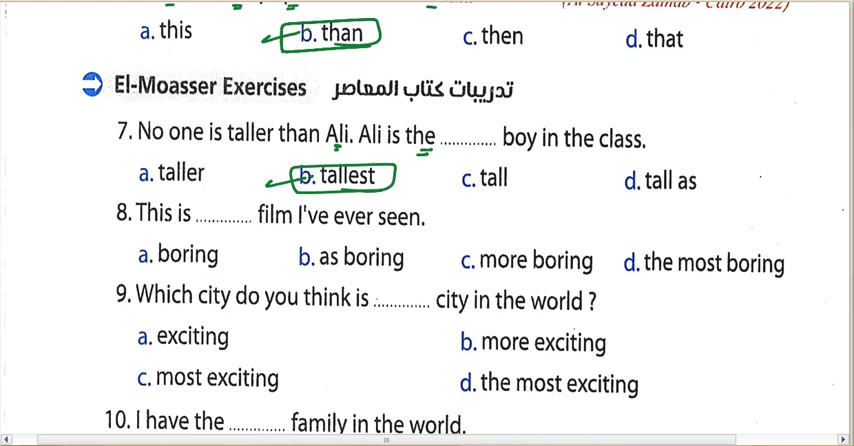 a. this b. than c. then d. that
El-Moasser Exercises تدريبات كتاب المعاصر
7. No one is taller than Ali. Ali is the ............. boy in the class.
a. taller b. tallest c. tall d. tall as
8. This is ............. film I've ever seen.
a. boring b. as boring c. more boring d. the most boring
9. Which city do you think is ............. city in the world ?
a. exciting b. more exciting
c. most exciting d. the most exciting
10. I have the ............. family in the world.